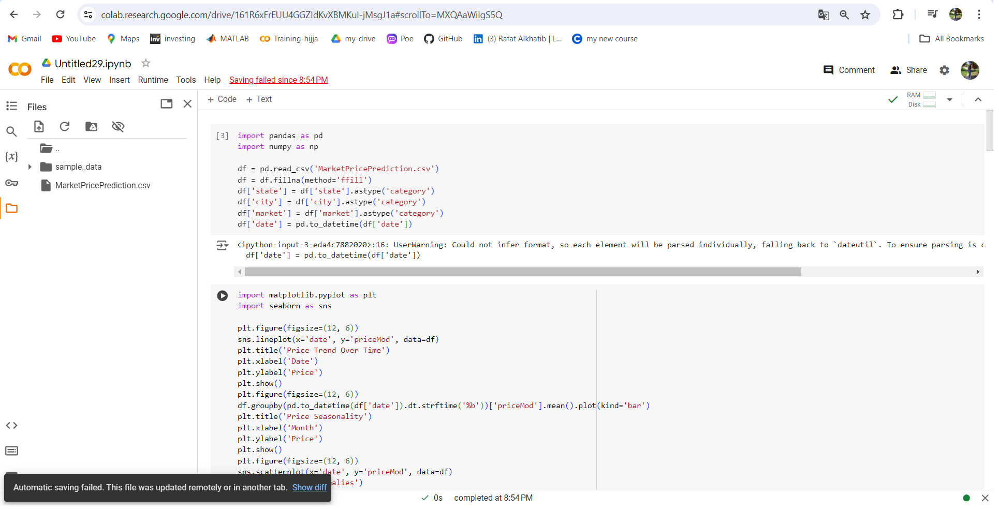 colab.research.google.com/drive/161R6xFrEUU4GGZIdKvXBMKuI-jMsgJ1a#scrollTo=MXQAaWiIgS5Q
Gmail YouTube Maps Inv investing MATLAB Training-hijja my-drive Poe GitHub (3) Rafat Alkhatib | L... my new course All Bookmarks
Untitled29.ipynb
Comment Share
File Edit View Insert Runtime Tools Help Saving failed since 8:54 PM
Files
+ Code + Text
RAM
Disk
..
sample_data
MarketPricePrediction.csv
{x}
[3] import pandas as pd
import numpy as np
df = pd.read_csv('MarketPricePrediction.csv')
df = df.fillna(method='ffill')
df['state'] = df['state'].astype('category')
df['city'] = df['city'].astype('category')
df['market'] = df['market'].astype('category')
df['date'] = pd.to_datetime(df['date'])
<ipython-input-3-eda4c7882020>:16: UserWarning: Could not infer format, so each element will be parsed individually, falling back to `dateutil`. To ensure parsing is c
df['date'] = pd.to_datetime(df['date'])
import matplotlib.pyplot as plt
import seaborn as sns
plt.figure(figsize=(12, 6))
sns.lineplot(x='date', y='priceMod', data=df)
plt.title('Price Trend Over Time')
plt.xlabel('Date')
plt.ylabel('Price')
plt.show()
plt.figure(figsize=(12, 6))
df.groupby(pd.to_datetime(df['date']).dt.strftime('%b'))['priceMod'].mean().plot(kind='bar')
plt.title('Price Seasonality')
plt.xlabel('Month')
plt.ylabel('Price')
plt.show()
plt.figure(figsize=(12, 6))
sns.scatterplot(x='date', y='priceMod', data=df)
alies')
Automatic saving failed. This file was updated remotely or in another tab. Show diff
0s completed at 8:54 PM